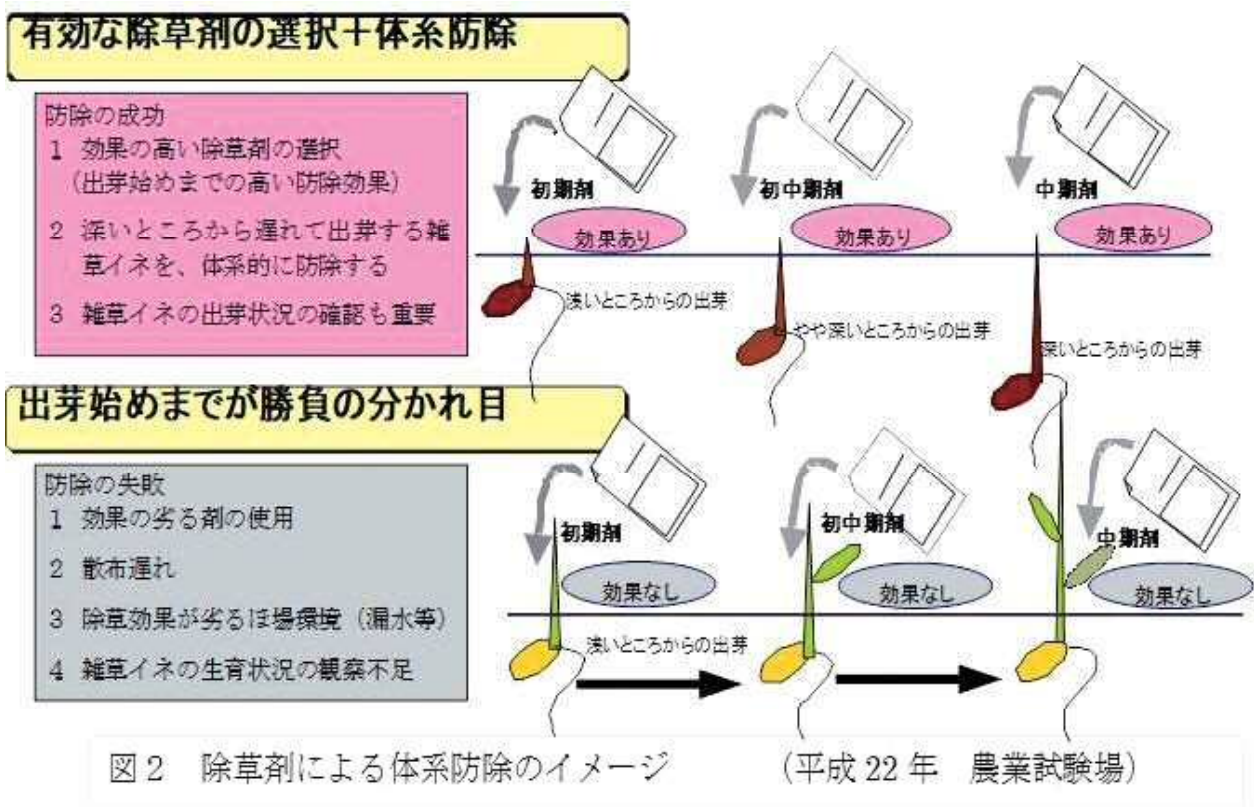 有効な除草剤の選択＋体系防除
防除の成功
1 効果の高い除草剤の選択
（出芽始めまでの高い防除効果）
2 深いところから遅れて出芽する雑
草イネを、体系的に防除する
3 雑草イネの出芽状況の確認も重要
初期剤
効果あり
浅いところからの出芽
初中期剤
効果あり
やや深いところからの出芽
中期剤
効果あり
深いところからの出芽
出芽始めまでが勝負の分かれ目
防除の失敗
1 効果の劣る剤の使用
2 散布遅れ
3 除草効果が劣るほ場環境（漏水等）
4 雑草イネの生育状況の観察不足
初期剤
効果なし
浅いところからの出芽
初中期剤
効果なし
中期剤
効果なし
図２ 除草剤による体系防除のイメージ （平成 22 年 農業試験場）